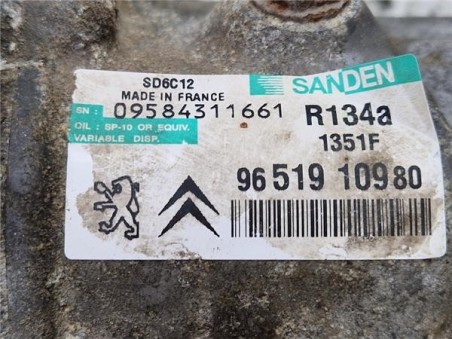 SD6C12
MADE IN FRANCE
SANDEN
SN : 09584311661
R134a
OIL : SP-10 OR EQUIV.
VARIABLE DISP.
1351F
96 519 109 80